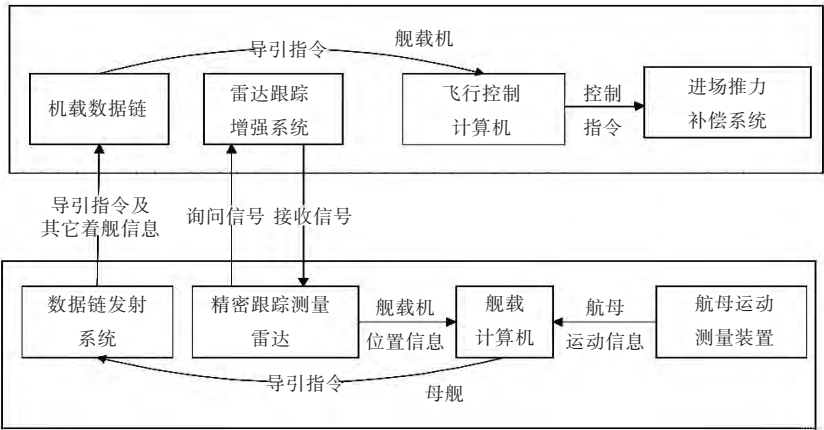 舰载机
导引指令
机载数据链
雷达跟踪
增强系统
飞行控制
计算机
控制
指令
进场推力
补偿系统
导引指令及
其它着舰信息
询问信号
接收信号
数据链发射
系统
精密跟踪测量
雷达
舰载机
位置信息
舰载
计算机
航母
运动信息
航母运动
测量装置
导引指令
母舰